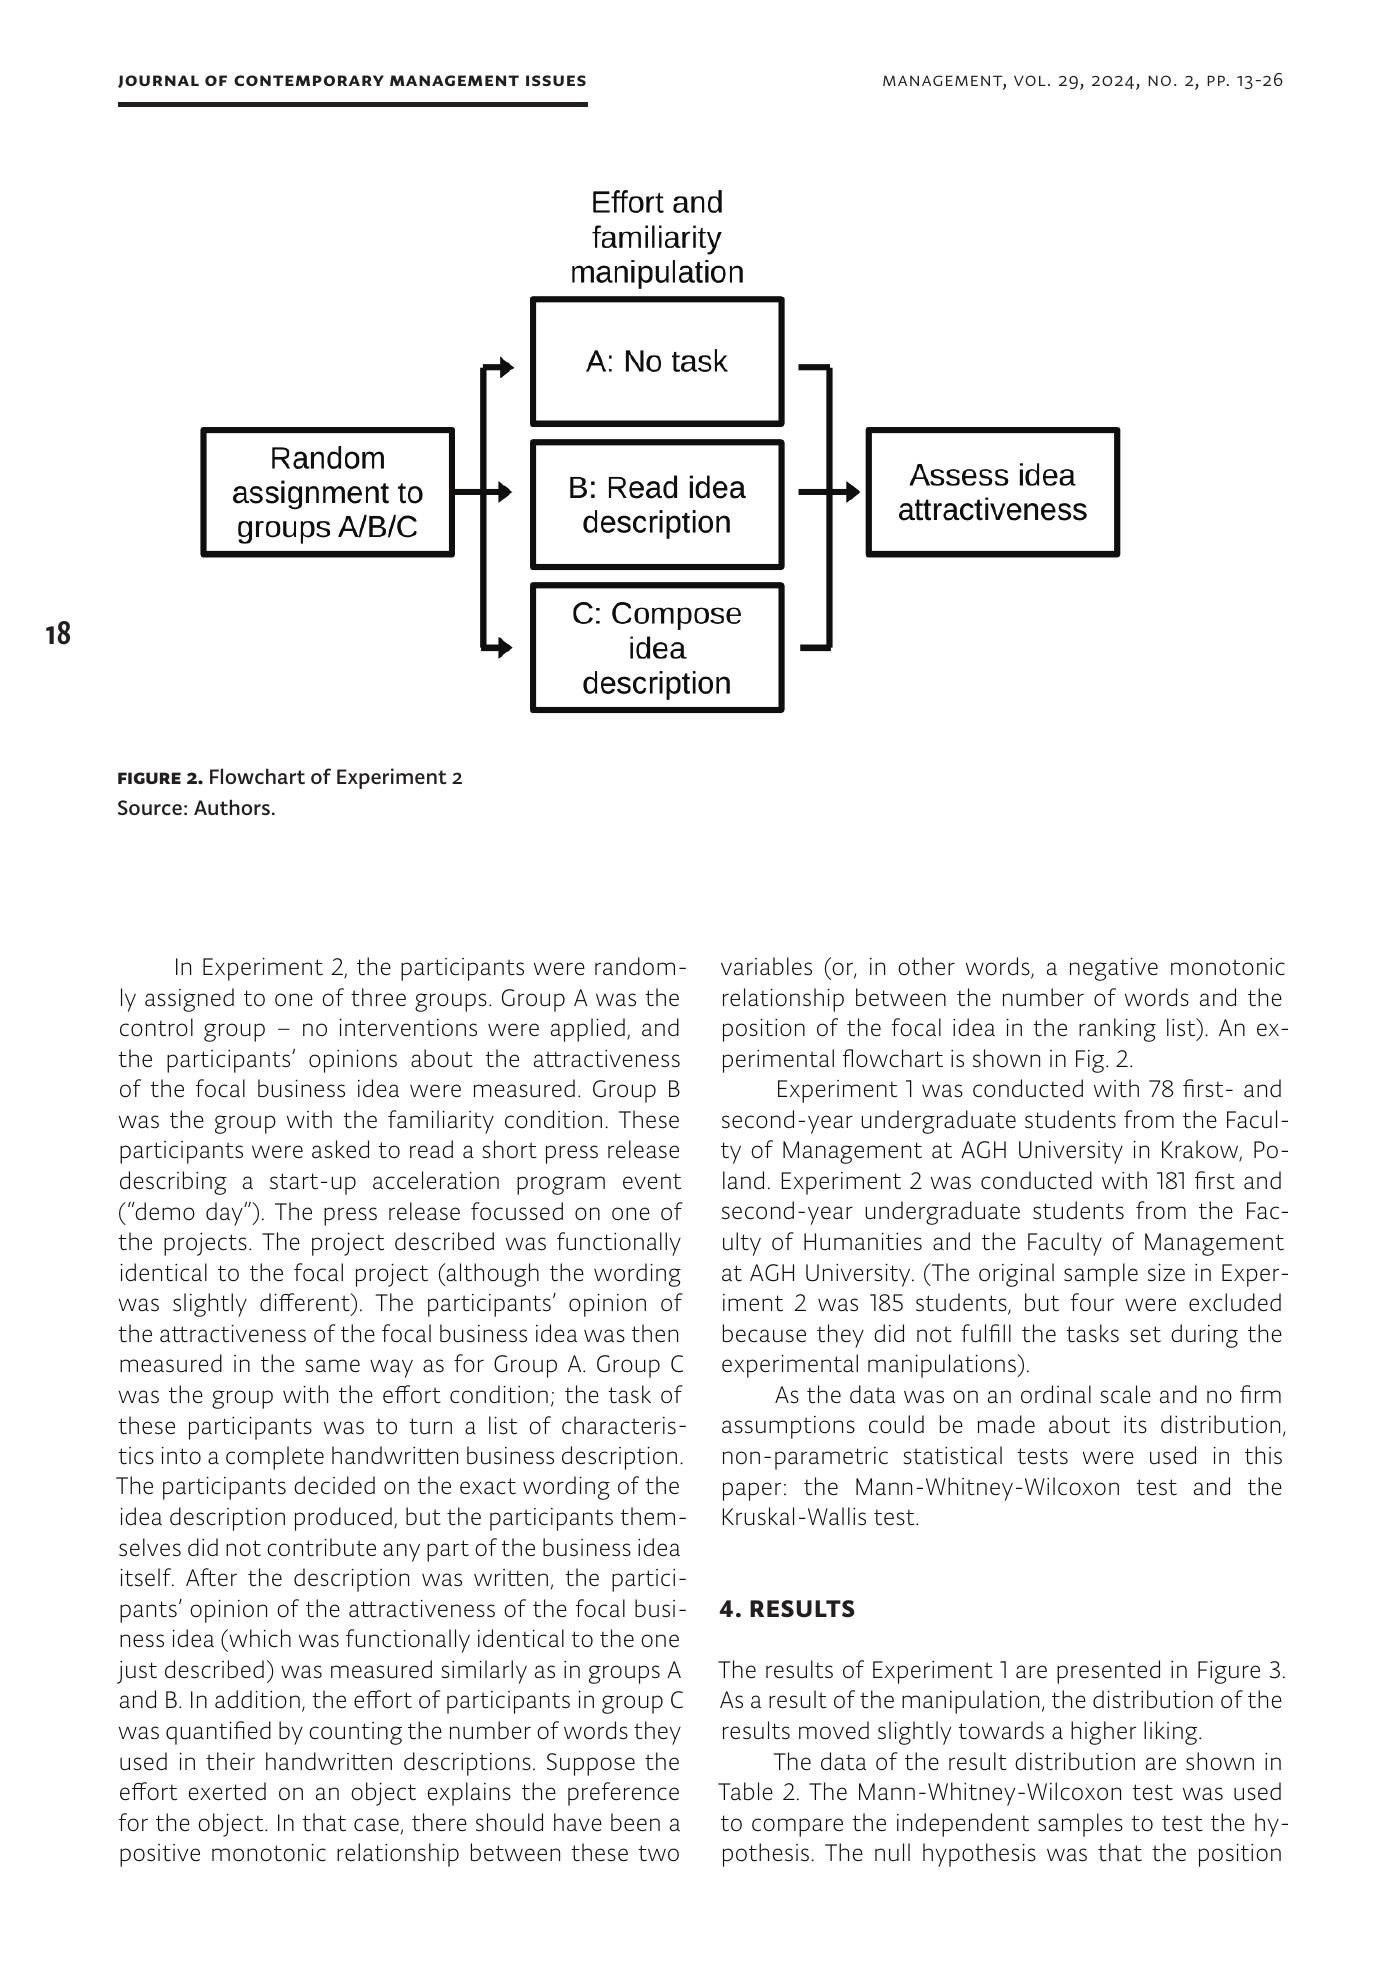 JOURNAL OF CONTEMPORARY MANAGEMENT ISSUES
MANAGEMENT, VOL. 29, 2024, NO. 2, PP. 13-26
Effort and
familiarity
manipulation
A: No task
Random
assignment to
groups A/B/C
B: Read idea
description
Assess idea
attractiveness
C: Compose
idea
description
18
FIGURE 2. Flowchart of Experiment 2
Source: Authors.
In Experiment 2, the participants were random-
ly assigned to one of three groups. Group A was the
control group – no interventions were applied, and
the participants’ opinions about the attractiveness
of the focal business idea were measured. Group B
was the group with the familiarity condition. These
participants were asked to read a short press release
describing a start-up acceleration program event
(“demo day”). The press release focussed on one of
the projects. The project described was functionally
identical to the focal project (although the wording
was slightly different). The participants’ opinion of
the attractiveness of the focal business idea was then
measured in the same way as for Group A. Group C
was the group with the effort condition; the task of
these participants was to turn a list of characteris-
tics into a complete handwritten business description.
The participants decided on the exact wording of the
idea description produced, but the participants them-
selves did not contribute any part of the business idea
itself. After the description was written, the partici-
pants’ opinion of the attractiveness of the focal busi-
ness idea (which was functionally identical to the one
just described) was measured similarly as in groups A
and B. In addition, the effort of participants in group C
was quantified by counting the number of words they
used in their handwritten descriptions. Suppose the
effort exerted on an object explains the preference
for the object. In that case, there should have been a
positive monotonic relationship between these two
variables (or, in other words, a negative monotonic
relationship between the number of words and the
position of the focal idea in the ranking list). An ex-
perimental flowchart is shown in Fig. 2.
Experiment 1 was conducted with 78 first- and
second-year undergraduate students from the Facul-
ty of Management at AGH University in Krakow, Po-
land. Experiment 2 was conducted with 181 first and
second-year undergraduate students from the Fac-
ulty of Humanities and the Faculty of Management
at AGH University. (The original sample size in Exper-
iment 2 was 185 students, but four were excluded
because they did not fulfill the tasks set during the
experimental manipulations).
As the data was on an ordinal scale and no firm
assumptions could be made about its distribution,
non-parametric statistical tests were used in this
paper: the Mann-Whitney-Wilcoxon test and the
Kruskal-Wallis test.
4. RESULTS
The results of Experiment 1 are presented in Figure 3.
As a result of the manipulation, the distribution of the
results moved slightly towards a higher liking.
The data of the result distribution are shown in
Table 2. The Mann-Whitney-Wilcoxon test was used
to compare the independent samples to test the hy-
pothesis. The null hypothesis was that the position